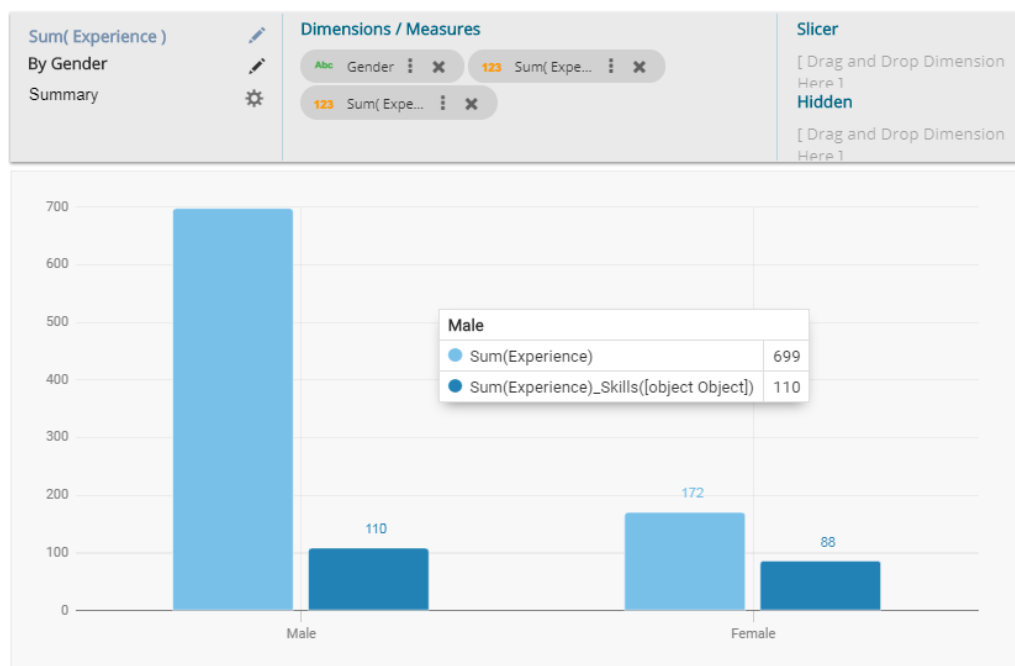 Sum( Experience )
By Gender
Summary
Dimensions / Measures
Abc Gender
123 Sum( Expe...
123 Sum( Expe...
Slicer
[ Drag and Drop Dimension
Here ]
Hidden
[ Drag and Drop Dimension
Here ]
700
600
500
400
300
200
100
0
110
172
88
Male
Sum(Experience) 699
Sum(Experience)_Skills([object Object]) 110
Male
Female